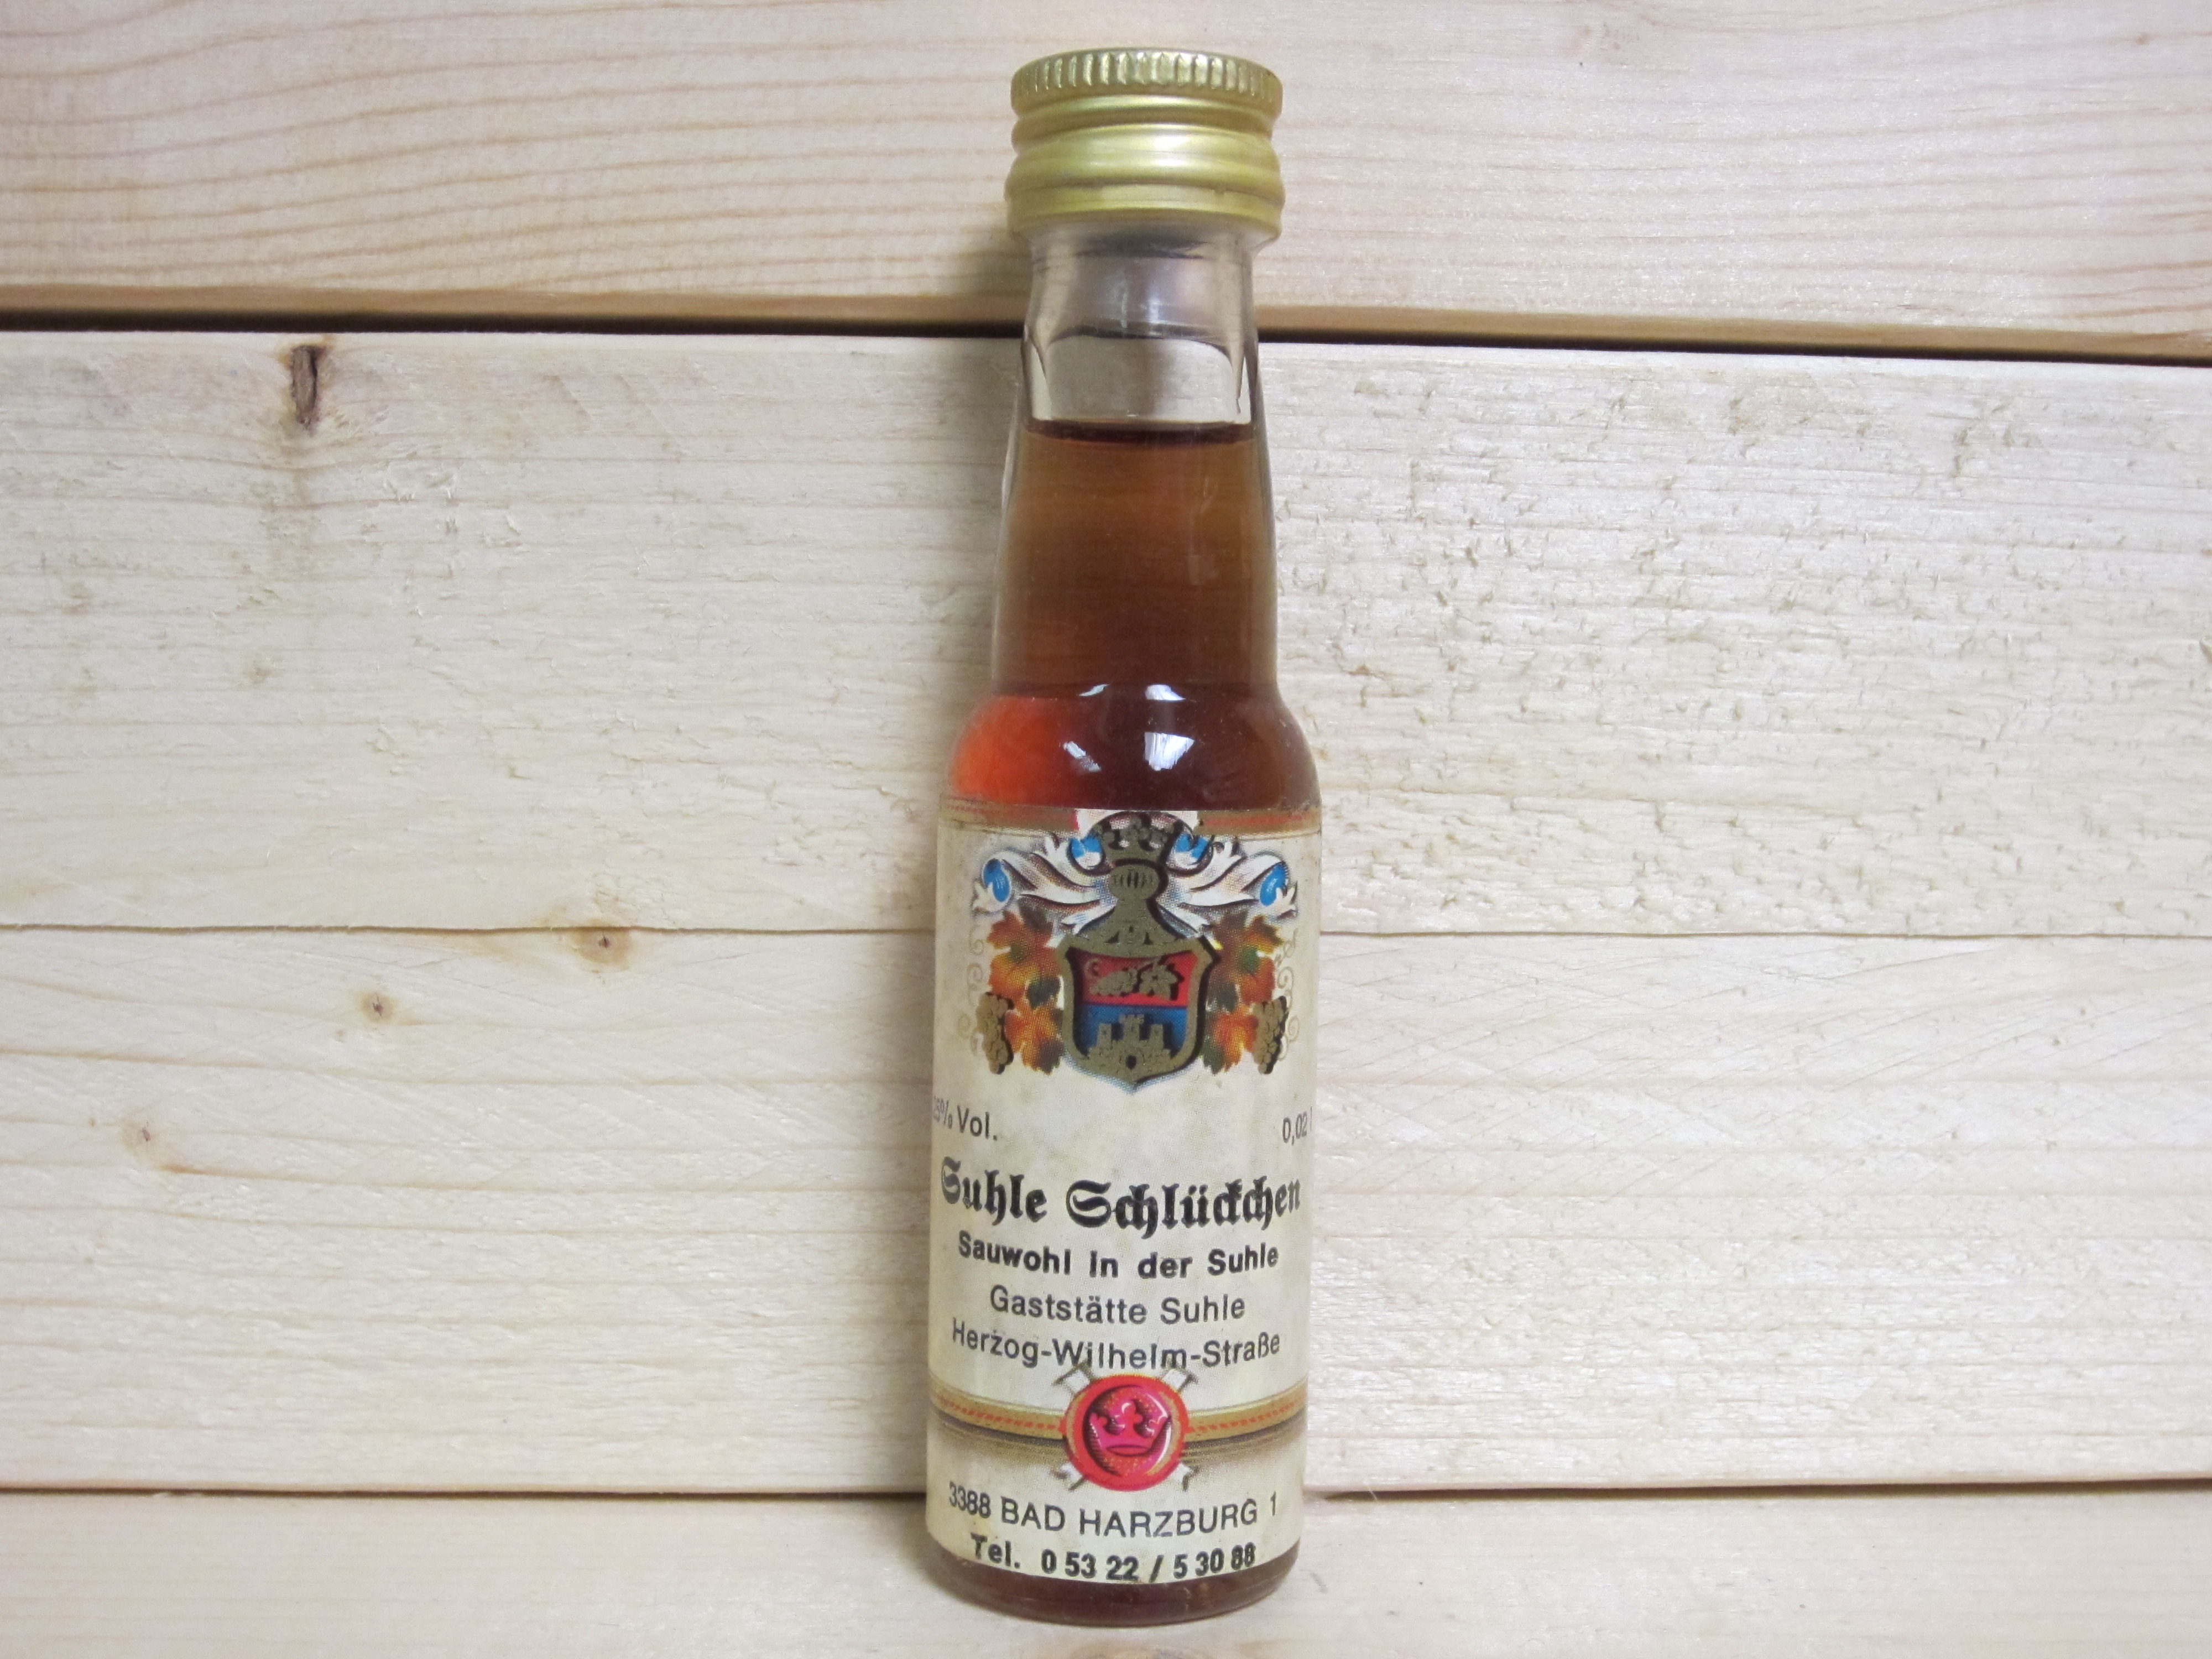 % Vol. 0,02
Suhle Schlückchen
Sauwohl in der Suhle
Gaststätte Suhle
Herzog-Wilhelm-Straße
3388 BAD HARZBURG 1
Tel. 0 53 22 / 5 30 88